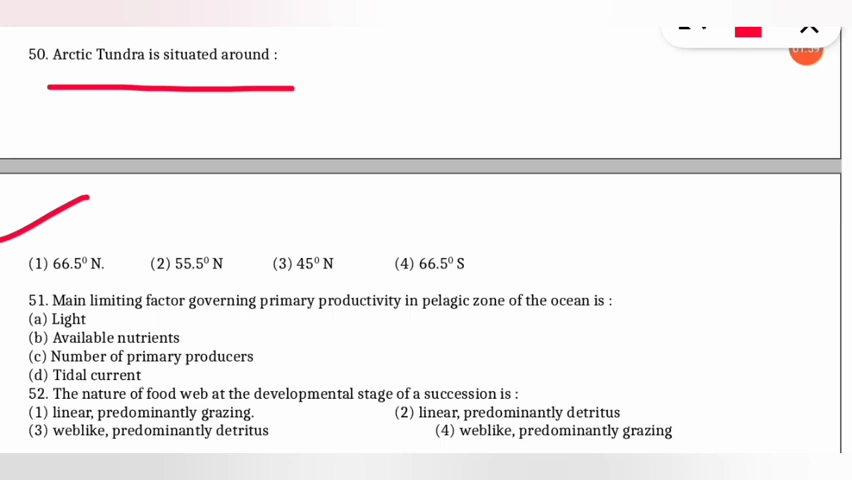 50. Arctic Tundra is situated around :
(1) 66.5⁰ N. (2) 55.5⁰ N (3) 45⁰ N (4) 66.5⁰ S
51. Main limiting factor governing primary productivity in pelagic zone of the ocean is :
(a) Light
(b) Available nutrients
(c) Number of primary producers
(d) Tidal current
52. The nature of food web at the developmental stage of a succession is :
(1) linear, predominantly grazing. (2) linear, predominantly detritus
(3) weblike, predominantly detritus (4) weblike, predominantly grazing